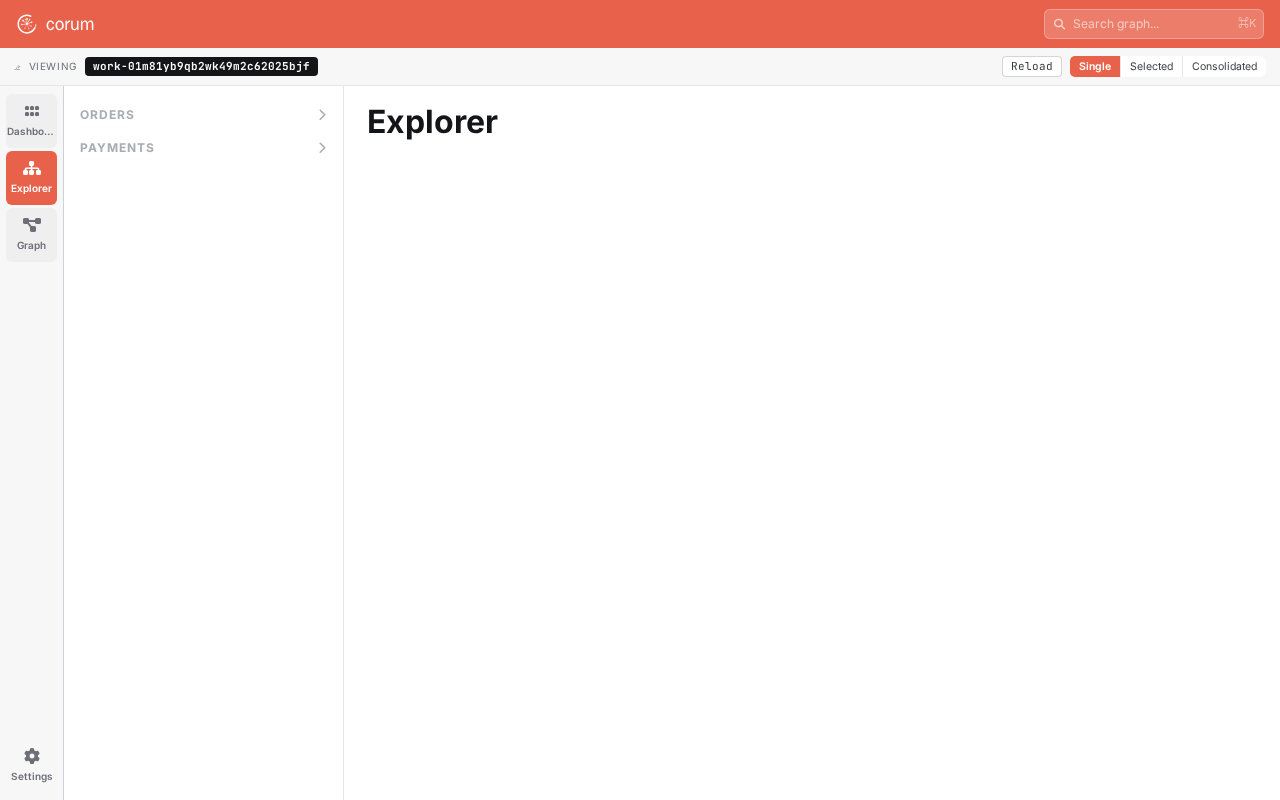 corum
Search graph... ⌘K
VIEWING work-01m81yb9qb2wk49m2c62025bjf
Reload Single Selected Consolidated
Dashbo...
Explorer
Graph
Settings
ORDERS
PAYMENTS
Explorer